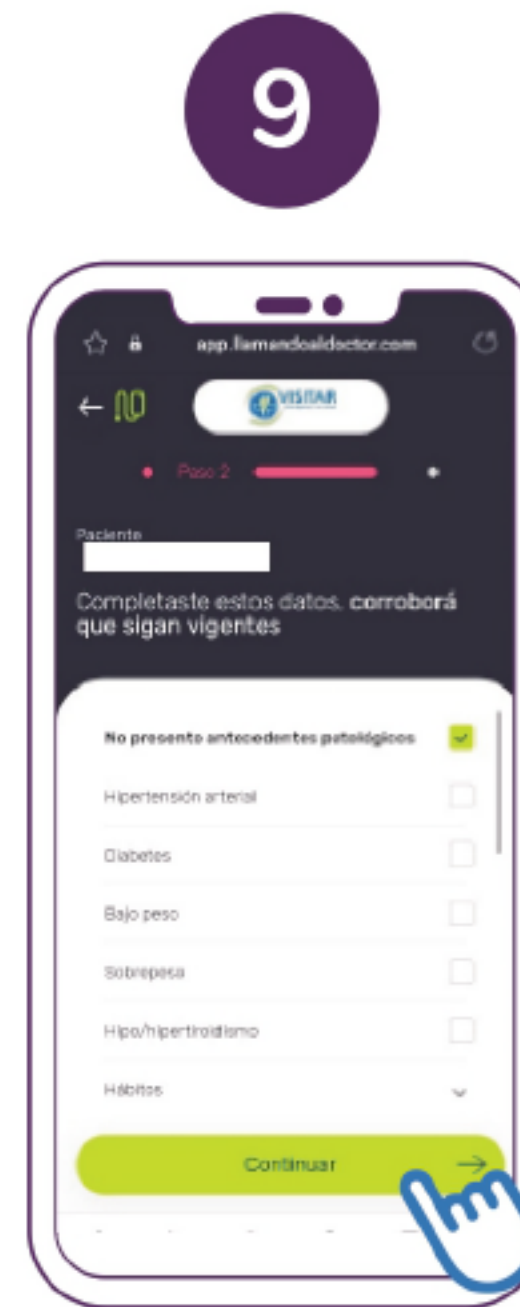 9
app.llamandoaldoctor.com
VISITAR
Paso 2
Paciente
Completaste estos datos, corroborá
que sigan vigentes
No presento antecedentes patológicos
Hipertensión arterial
Diabetes
Bajo peso
Sobrepeso
Hipo/hipertiroidismo
Hábitos
Continuar